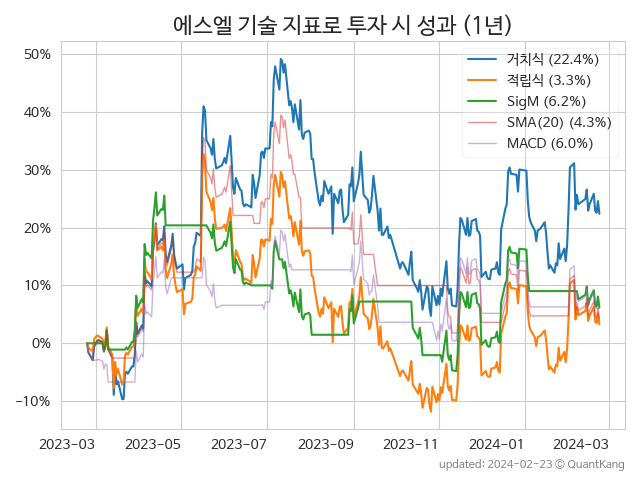 에스엘 기술 지표로 투자 시 성과 (1년)
50%
40%
30%
20%
10%
0%
−10%
거치식 (22.4%)
적립식 (3.3%)
SigM (6.2%)
SMA(20) (4.3%)
MACD (6.0%)
2023-03
2023-05
2023-07
2023-09
2023-11
2024-01
2024-03
updated: 2024-02-23 ⓒ QuantKang